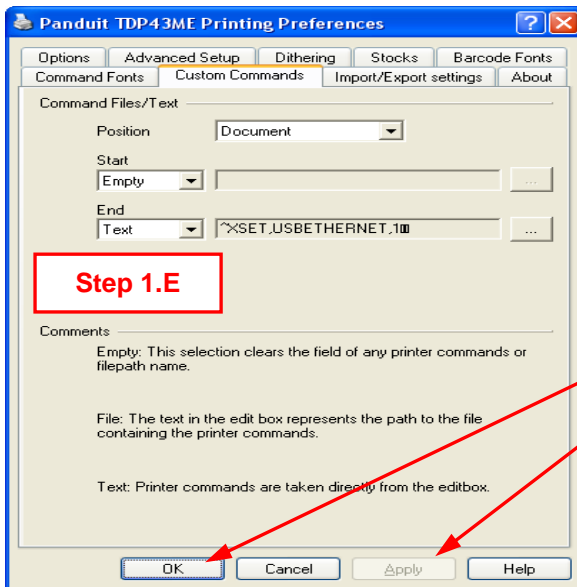 Panduit TDP43ME Printing Preferences
Options Advanced Setup Dithering Stocks Barcode Fonts
Command Fonts Custom Commands Import/Export settings About
Command Files/Text
Position Document
Start
Empty ...
End
Text ^XSET,USBETHERNET,1 ...
Step 1.E
Comments
Empty: This selection clears the field of any printer commands or
filepath name.
File: The text in the edit box represents the path to the file
containing the printer commands.
Text: Printer commands are taken directly from the editbox.
OK Cancel Apply Help